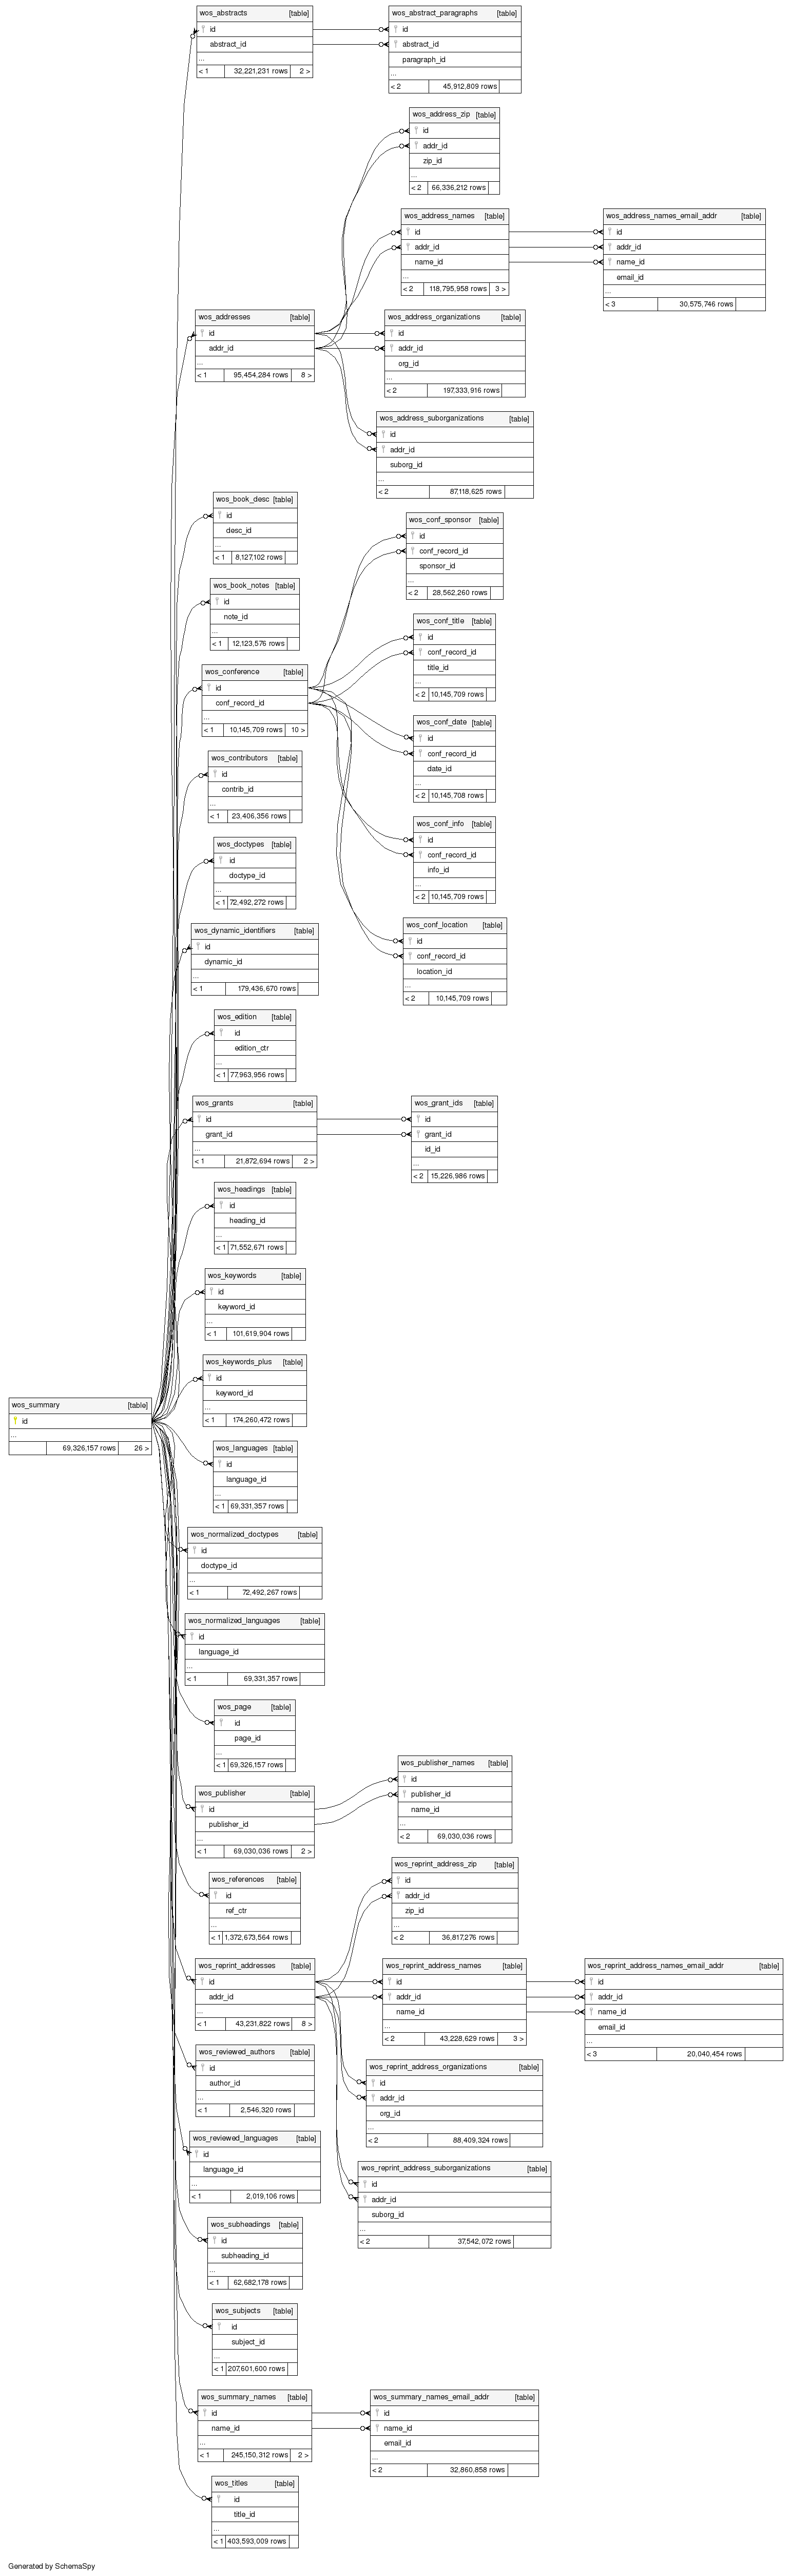 wos_abstracts [table]
id
abstract_id
...
< 1 32,221,231 rows 2 >
wos_abstract_paragraphs [table]
id
abstract_id
paragraph_id
...
< 2 45,912,809 rows
wos_address_zip [table]
id
addr_id
zip_id
...
< 2 66,336,212 rows
wos_address_names [table]
id
addr_id
name_id
...
< 2 118,795,958 rows 3 >
wos_address_names_email_addr [table]
id
addr_id
name_id
email_id
...
< 3 30,575,746 rows
wos_addresses [table]
id
addr_id
...
< 1 95,454,284 rows 8 >
wos_address_organizations [table]
id
addr_id
org_id
...
< 2 197,333,916 rows
wos_address_suborganizations [table]
id
addr_id
suborg_id
...
< 2 87,118,625 rows
wos_book_desc [table]
id
desc_id
...
< 1 8,127,102 rows
wos_conf_sponsor [table]
id
conf_record_id
sponsor_id
...
< 2 28,562,260 rows
wos_book_notes [table]
id
note_id
...
< 1 12,123,576 rows
wos_conf_title [table]
id
conf_record_id
title_id
...
< 2 10,145,709 rows
wos_conference [table]
id
conf_record_id
...
< 1 10,145,709 rows 10 >
wos_conf_date [table]
id
conf_record_id
date_id
...
< 2 10,145,708 rows
wos_contributors [table]
id
contrib_id
...
< 1 23,406,356 rows
wos_conf_info [table]
id
conf_record_id
info_id
...
< 2 10,145,709 rows
wos_doctypes [table]
id
doctype_id
...
< 1 72,492,272 rows
wos_conf_location [table]
id
conf_record_id
location_id
...
< 2 10,145,709 rows
wos_dynamic_identifiers [table]
id
dynamic_id
...
< 1 179,436,670 rows
wos_edition [table]
id
edition_ctr
...
< 1 77,963,956 rows
wos_grants [table]
id
grant_id
...
< 1 21,872,694 rows 2 >
wos_grant_ids [table]
id
grant_id
id_id
...
< 2 15,226,986 rows
wos_headings [table]
id
heading_id
...
< 1 71,552,671 rows
wos_keywords [table]
id
keyword_id
...
< 1 101,619,904 rows
wos_keywords_plus [table]
id
keyword_id
...
< 1 174,260,472 rows
wos_summary [table]
id
...
69,326,157 rows 26 >
wos_languages [table]
id
language_id
...
< 1 69,331,357 rows
wos_normalized_doctypes [table]
id
doctype_id
...
< 1 72,492,267 rows
wos_normalized_languages [table]
id
language_id
...
< 1 69,331,357 rows
wos_page [table]
id
page_id
...
< 1 69,326,157 rows
wos_publisher [table]
id
publisher_id
...
< 1 69,030,036 rows 2 >
wos_publisher_names [table]
id
publisher_id
name_id
...
< 2 69,030,036 rows
wos_references [table]
id
ref_ctr
...
< 1 1,372,673,564 rows
wos_reprint_address_zip [table]
id
addr_id
zip_id
...
< 2 36,817,276 rows
wos_reprint_addresses [table]
id
addr_id
...
< 1 43,231,822 rows 8 >
wos_reprint_address_names [table]
id
addr_id
name_id
...
< 2 43,228,629 rows 3 >
wos_reprint_address_names_email_addr [table]
id
addr_id
name_id
email_id
...
< 3 20,040,454 rows
wos_reviewed_authors [table]
id
author_id
...
< 1 2,546,320 rows
wos_reprint_address_organizations [table]
id
addr_id
org_id
...
< 2 88,409,324 rows
wos_reviewed_languages [table]
id
language_id
...
< 1 2,019,106 rows
wos_reprint_address_suborganizations [table]
id
addr_id
suborg_id
...
< 2 37,542,072 rows
wos_subheadings [table]
id
subheading_id
...
< 1 62,682,178 rows
wos_subjects [table]
id
subject_id
...
< 1 207,601,600 rows
wos_summary_names [table]
id
name_id
...
< 1 245,150,312 rows 2 >
wos_summary_names_email_addr [table]
id
name_id
email_id
...
< 2 32,860,858 rows
wos_titles [table]
id
title_id
...
< 1 403,593,009 rows
Generated by SchemaSpy